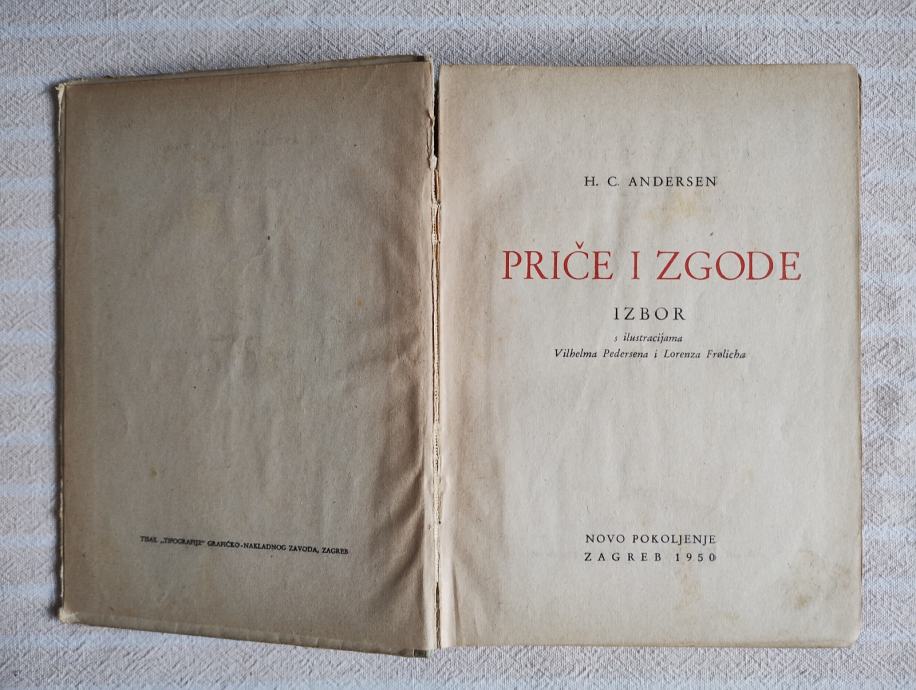 TISAK „TIPOGRAFIJE" GRAFIČKO-NAKLADNOG ZAVODA, ZAGREB
H. C. ANDERSEN
PRIČE I ZGODE
IZBOR
s ilustracijama
Vilhelma Pedersena i Lorenza Frølicha
NOVO POKOLJENJE
ZAGREB 1950